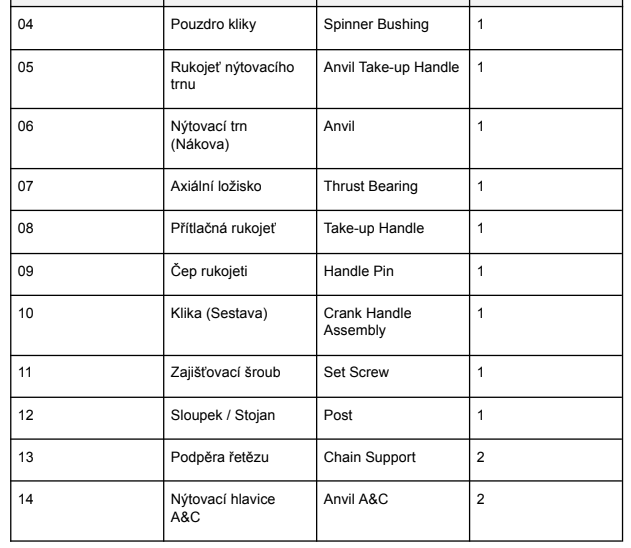 04 Pouzdro kliky Spinner Bushing 1
05 Rukojeť nýtovacího trnu Anvil Take-up Handle 1
06 Nýtovací trn (Nákova) Anvil 1
07 Axiální ložisko Thrust Bearing 1
08 Přítlačná rukojeť Take-up Handle 1
09 Čep rukojeti Handle Pin 1
10 Klika (Sestava) Crank Handle Assembly 1
11 Zajišťovací šroub Set Screw 1
12 Sloupek / Stojan Post 1
13 Podpěra řetězu Chain Support 2
14 Nýtovací hlavice A&C Anvil A&C 2